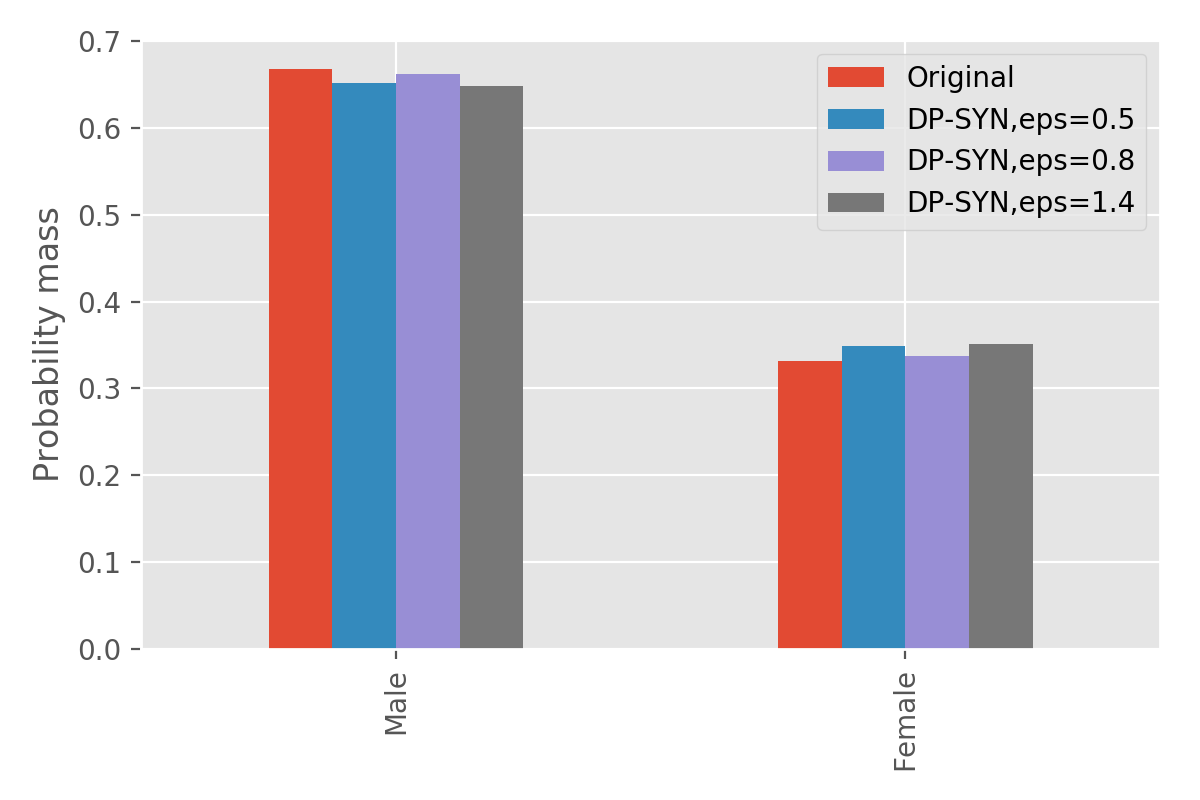 0.7
0.6
0.5
0.4
0.3
0.2
0.1
0.0
Probability mass
Male
Female
Original
DP-SYN,eps=0.5
DP-SYN,eps=0.8
DP-SYN,eps=1.4